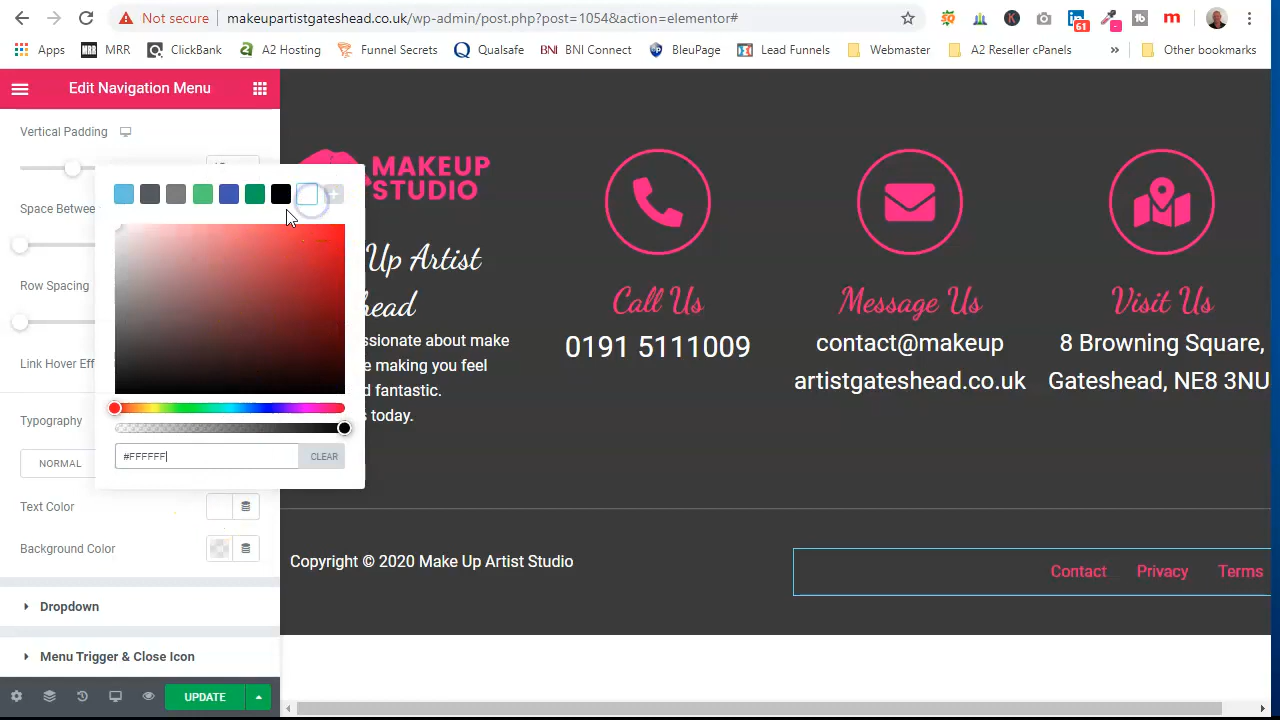 Not secure
makeupartistgateshead.co.uk/wp-admin/post.php?post=1054&action=elementor#
61
Apps
MRR
ClickBank
A2 Hosting
Funnel Secrets
Qualsafe
BNI Connect
BleuPage
Lead Funnels
Webmaster
A2 Reseller cPanels
»
Other bookmarks
Edit Navigation Menu
Vertical Padding
Space Betwee
Row Spacing
Link Hover Eff
Typography
NORMAL
#FFFFFF
CLEAR
Text Color
Background Color
Dropdown
Menu Trigger & Close Icon
UPDATE
MAKEUP
STUDIO
Up Artist
head
ssionate about make
e making you feel
d fantastic.
s today.
Call Us
0191 5111009
Message Us
contact@makeup
artistgateshead.co.uk
Visit Us
8 Browning Square,
Gateshead, NE8 3NU
Copyright © 2020 Make Up Artist Studio
Contact
Privacy
Terms